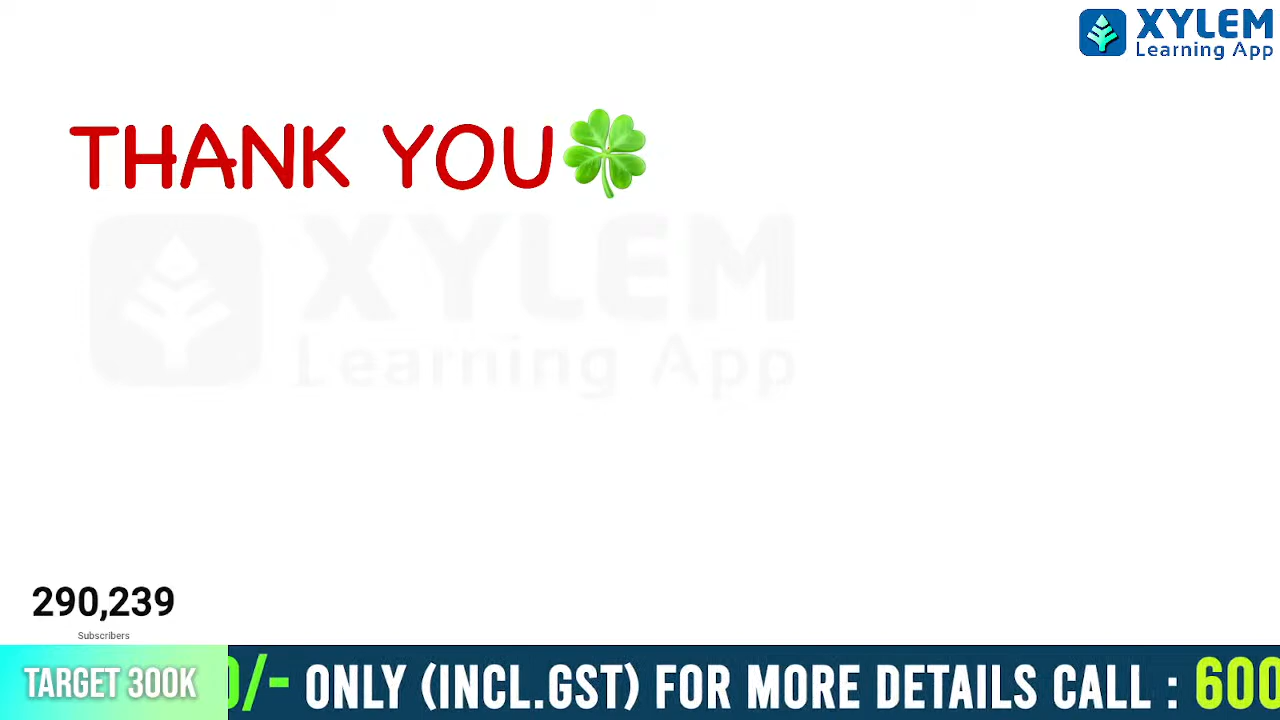 XYLEM
Learning App
THANK YOU🍀
XYLEM
Learning App
290,239
Subscribers
TARGET 300K
/- ONLY (INCL.GST) FOR MORE DETAILS CALL : 600